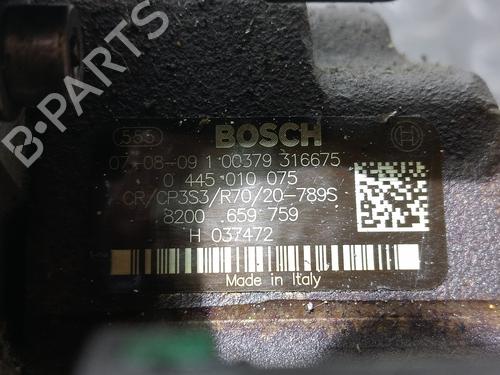 B-PARTS
565 BOSCH
07-08-09 1 00379 316675
0 445 010 075
CR/CP3S3/R70/20-789S
8200 659 759
H 037472
Made in Italy